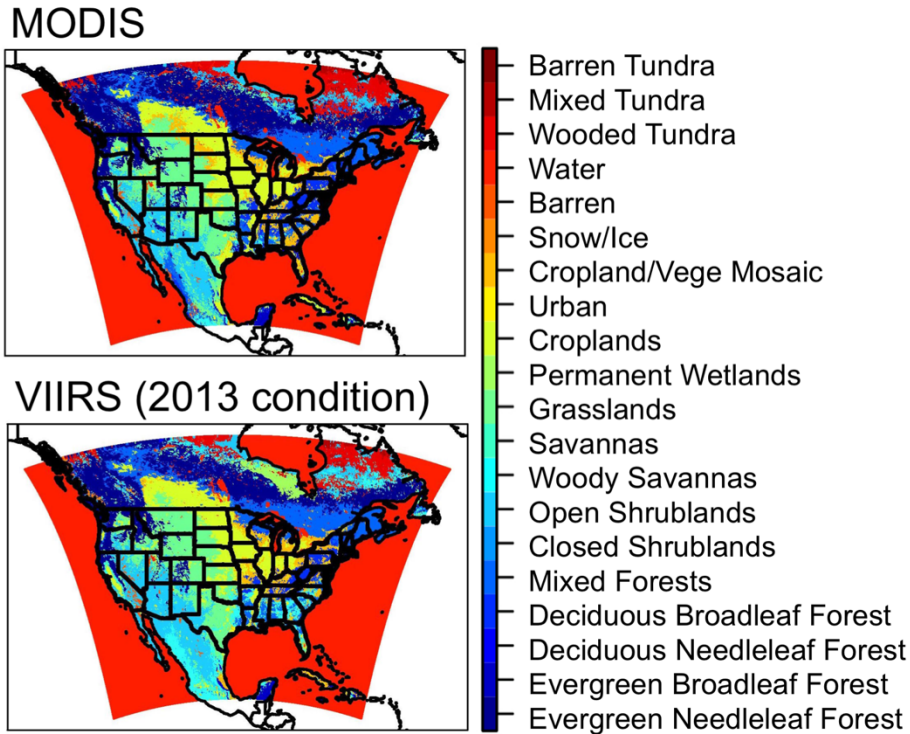 MODIS
VIIRS (2013 condition)
Barren Tundra
Mixed Tundra
Wooded Tundra
Water
Barren
Snow/Ice
Cropland/Vege Mosaic
Urban
Croplands
Permanent Wetlands
Grasslands
Savannas
Woody Savannas
Open Shrublands
Closed Shrublands
Mixed Forests
Deciduous Broadleaf Forest
Deciduous Needleleaf Forest
Evergreen Broadleaf Forest
Evergreen Needleleaf Forest